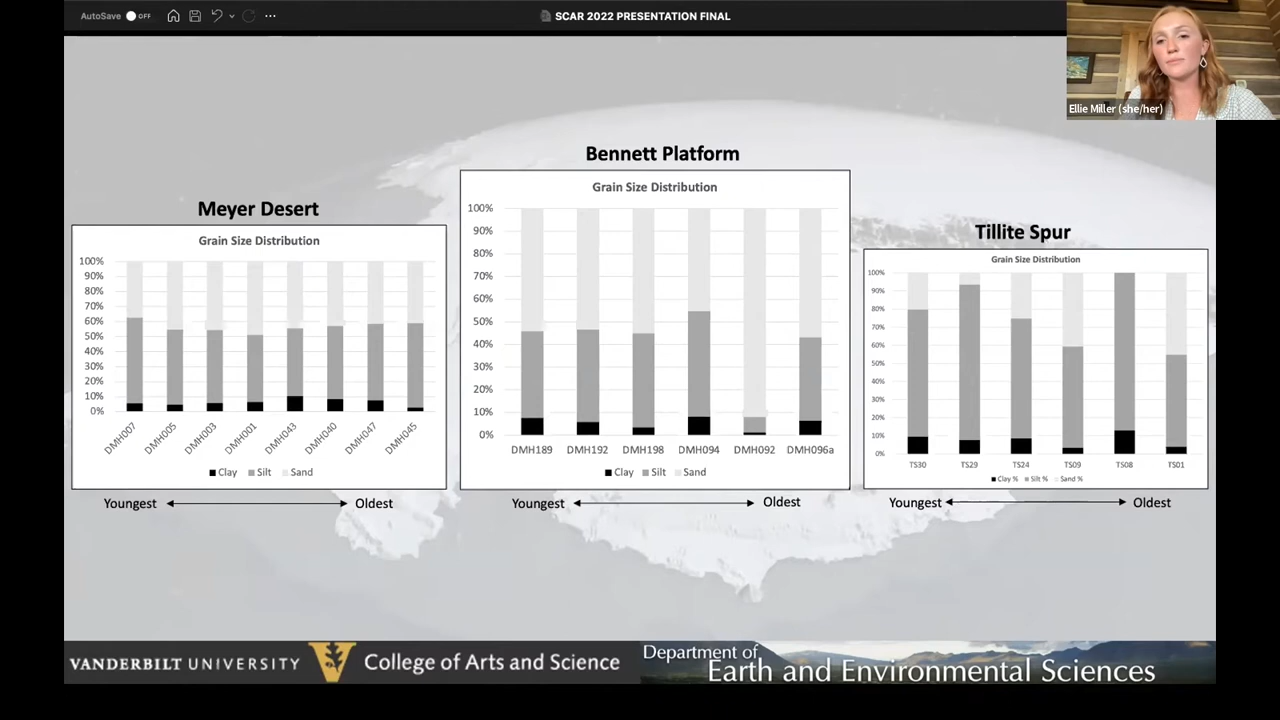 AutoSave OFF
SCAR 2022 PRESENTATION FINAL
Ellie Miller (she/her)
Meyer Desert
Grain Size Distribution
100%
90%
80%
70%
60%
50%
40%
30%
20%
10%
0%
DMH007 DMH005 DMH003 DMH001 DMH043 DMH040 DMH047 DMH045
Clay Silt Sand
Youngest Oldest
Bennett Platform
Grain Size Distribution
100%
90%
80%
70%
60%
50%
40%
30%
20%
10%
0%
DMH189 DMH192 DMH198 DMH094 DMH092 DMH096a
Clay Silt Sand
Youngest Oldest
Tillite Spur
Grain Size Distribution
100%
90%
80%
70%
60%
50%
40%
30%
20%
10%
0%
TS30 TS29 TS24 TS09 TS08 TS01
Clay % Silt % Sand %
Youngest Oldest
VANDERBILT UNIVERSITY
College of Arts and Science
Department of
Earth and Environmental Sciences